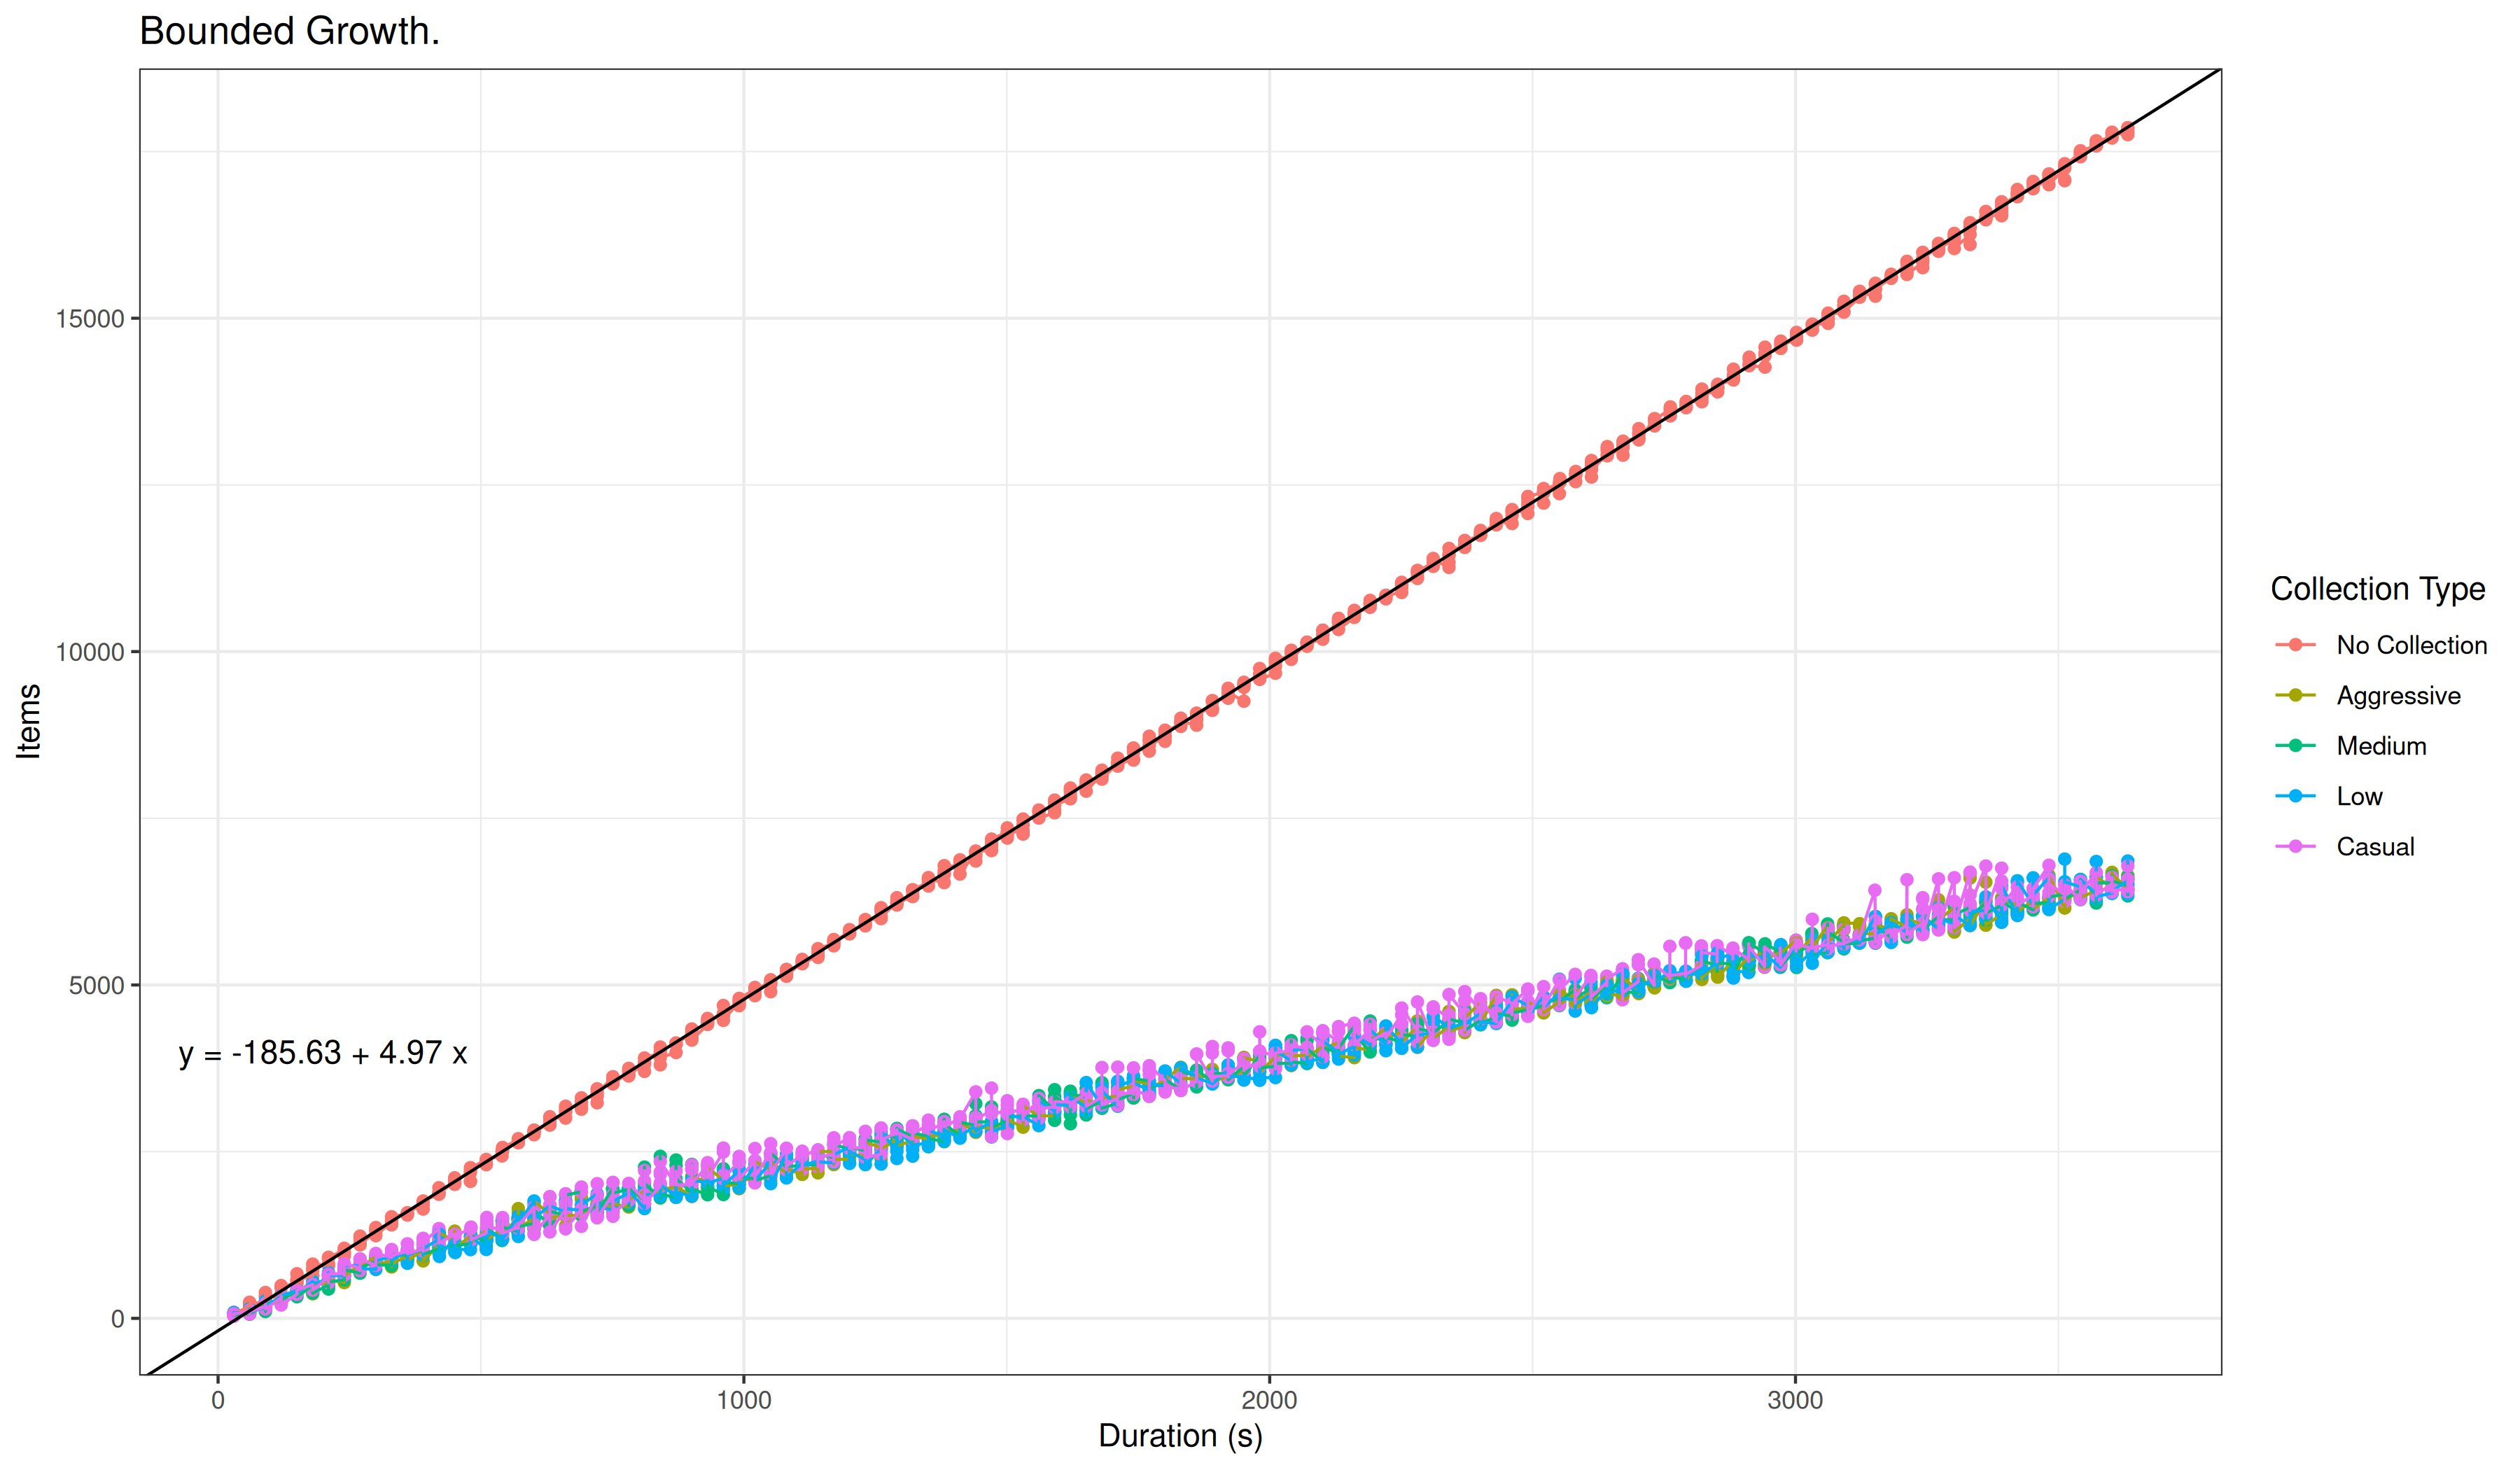 Bounded Growth.
15000
10000
5000
0
y = -185.63 + 4.97 x
Items
0
1000
2000
3000
Duration (s)
Collection Type
No Collection
Aggressive
Medium
Low
Casual